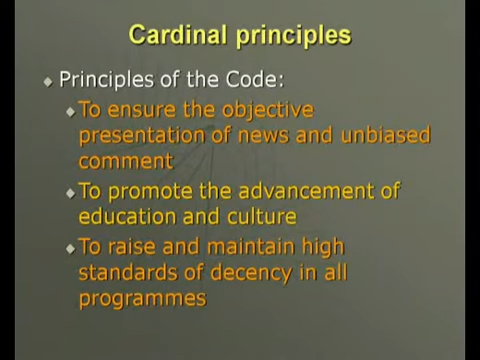 Cardinal principles
Principles of the Code:
To ensure the objective
presentation of news and unbiased
comment
To promote the advancement of
education and culture
To raise and maintain high
standards of decency in all
programmes